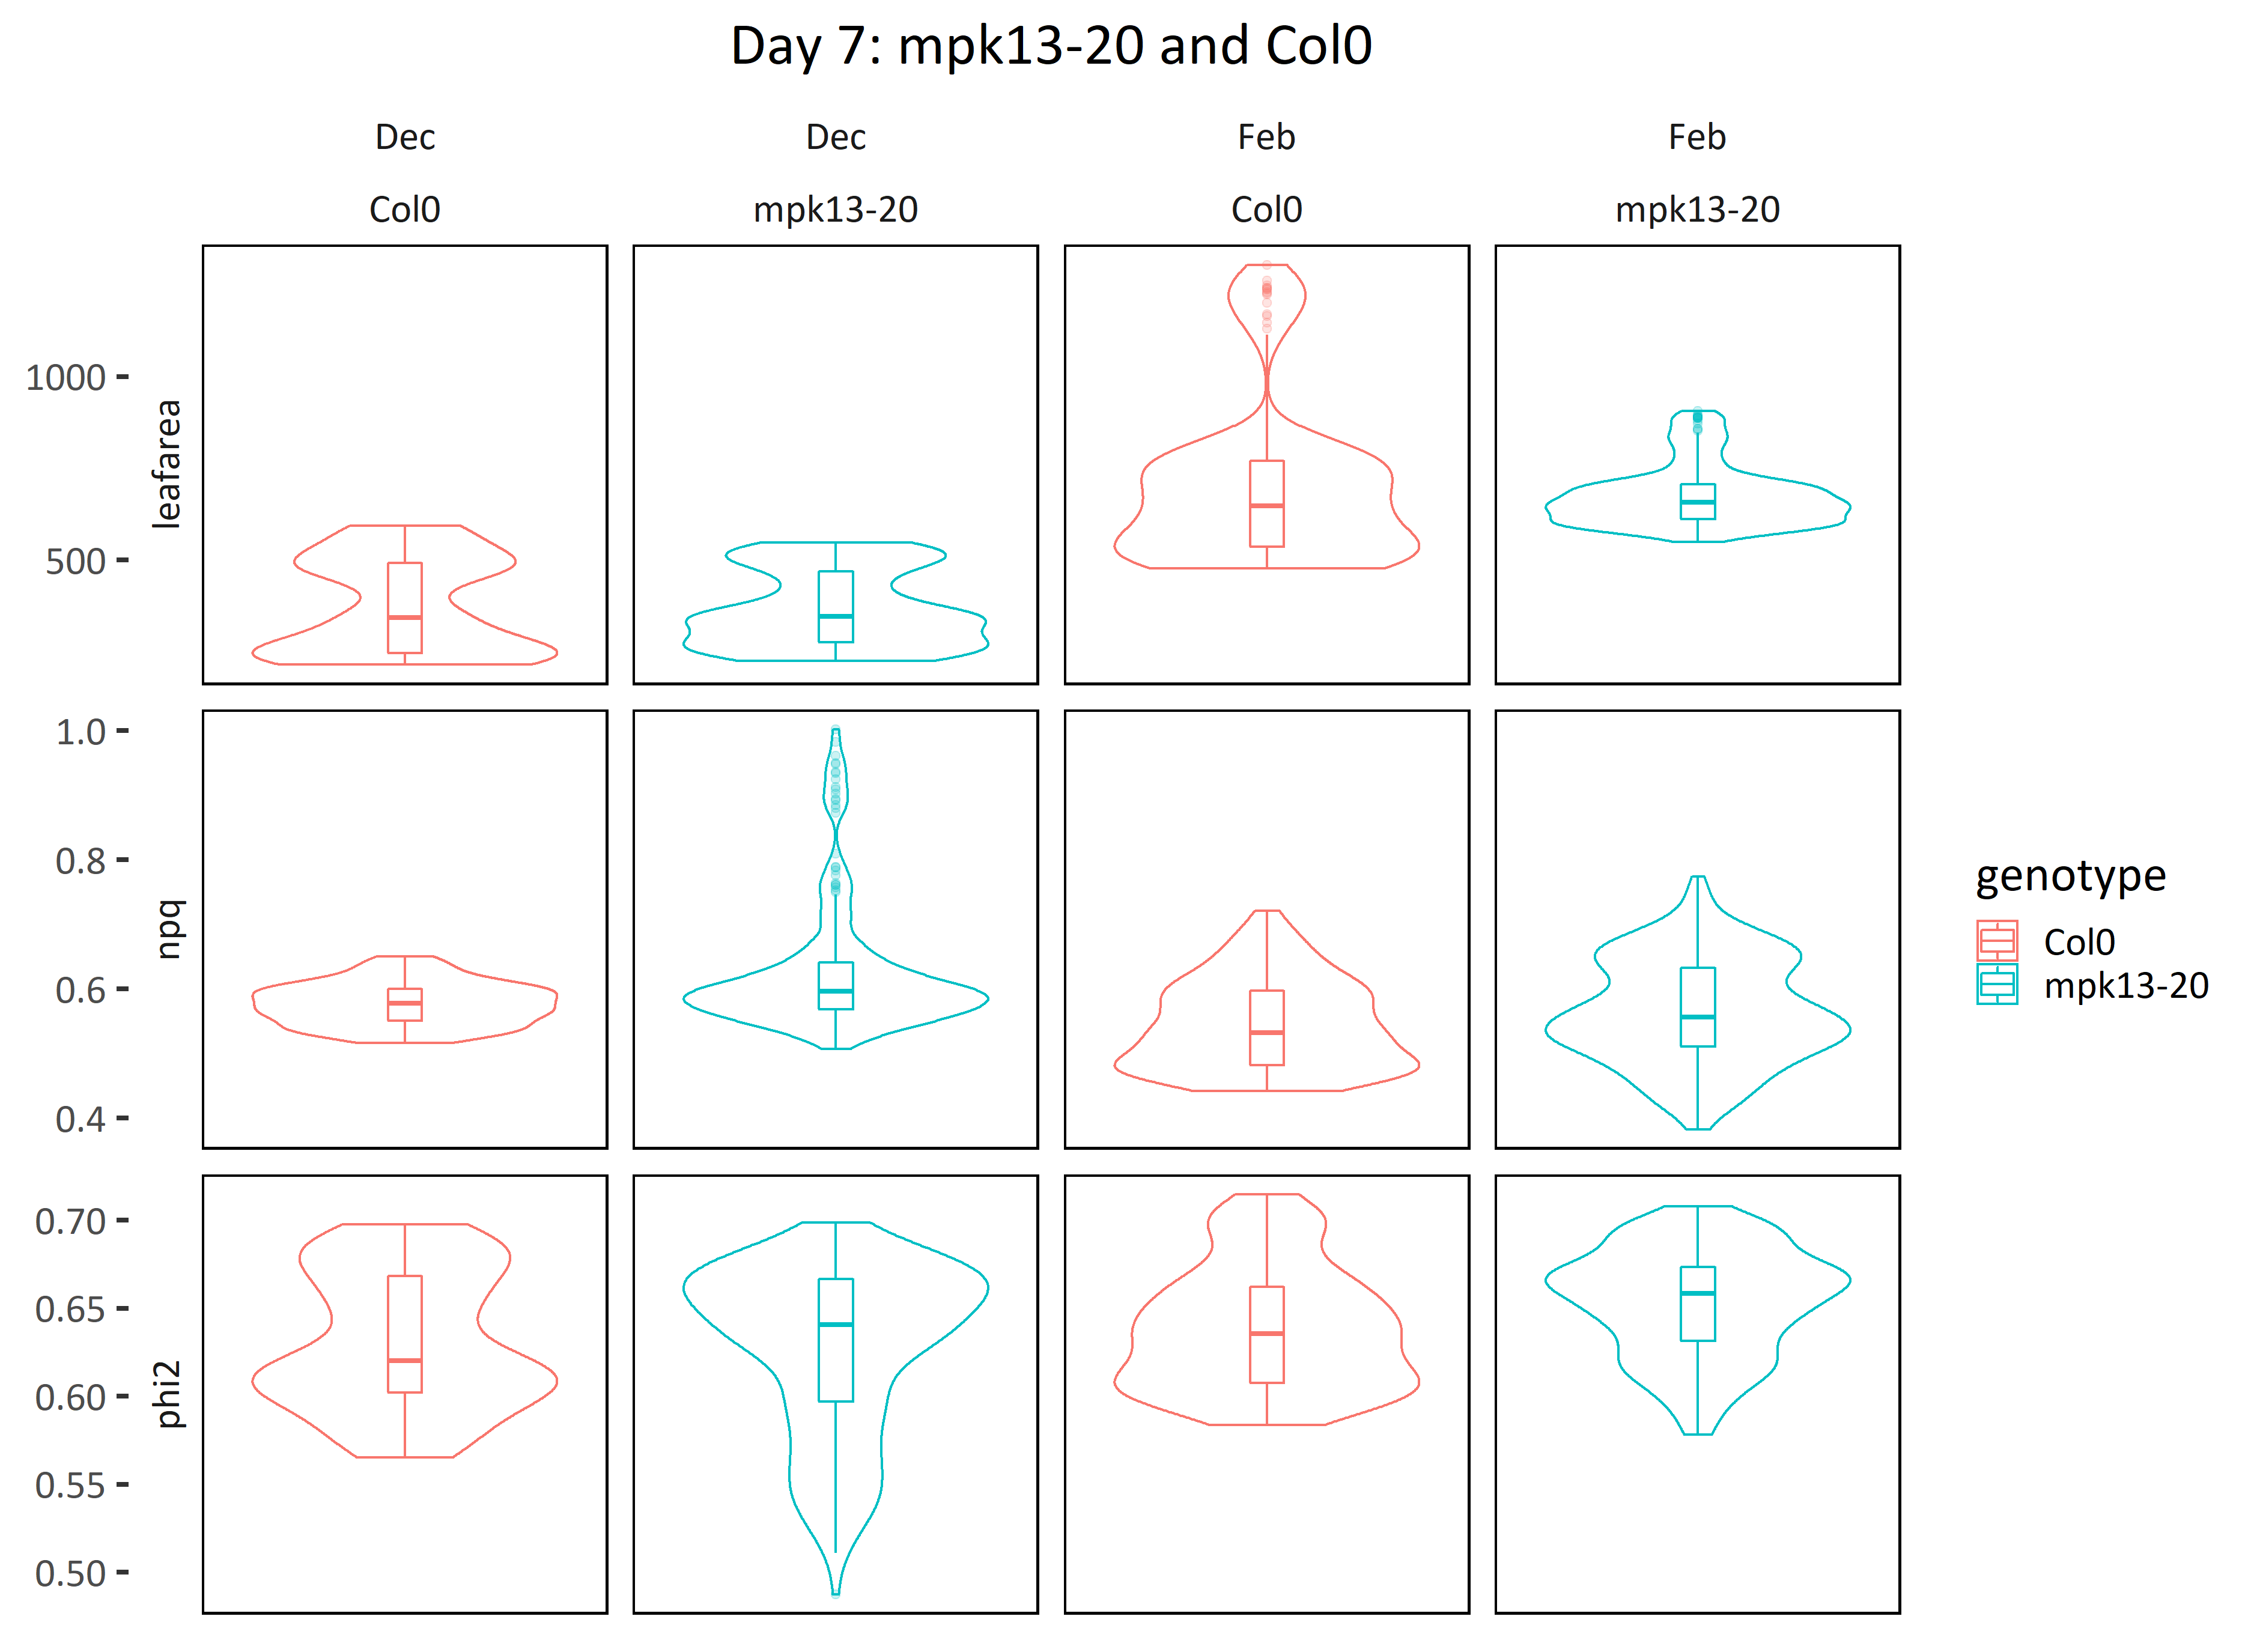 Day 7: mpk13-20 and Col0
Dec Dec Feb Feb
Col0 mpk13-20 Col0 mpk13-20
1000
500
leafarea
1.0
0.8
0.6
0.4
npq
0.70
0.65
0.60
0.55
0.50
phi2
genotype
Col0
mpk13-20